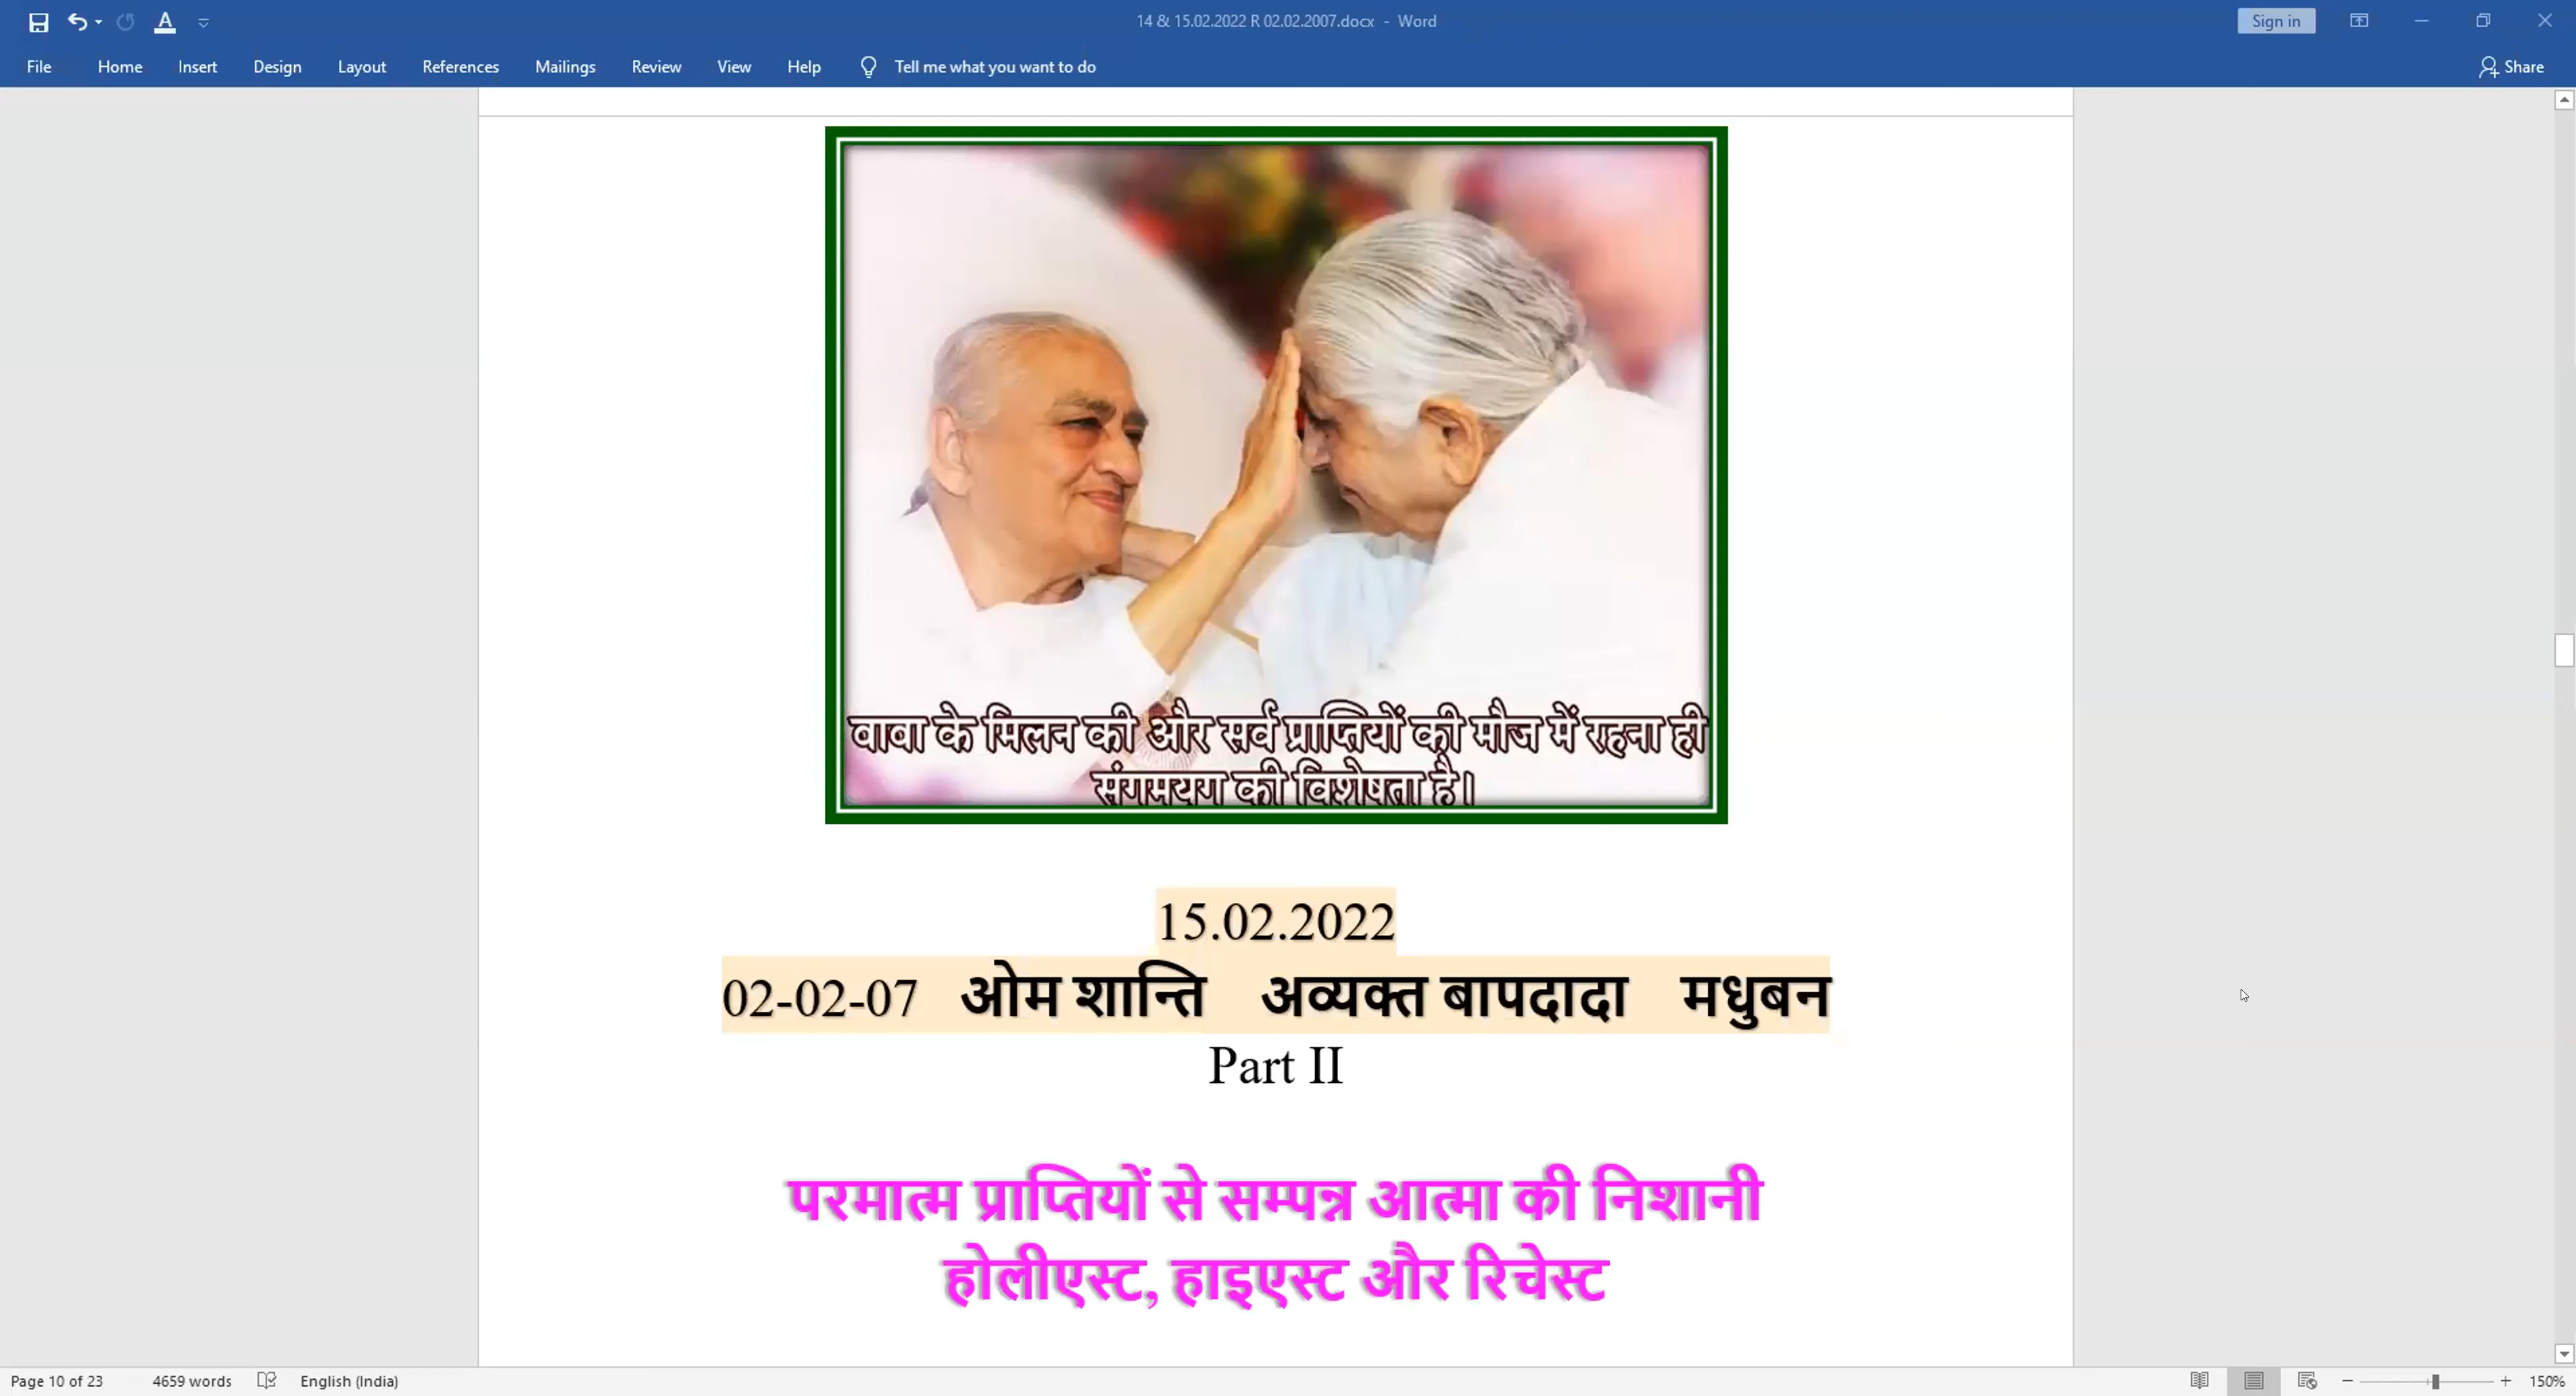 14 & 15.02.2022 R 02.02.2007.docx - Word
Sign in
File Home Insert Design Layout References Mailings Review View Help Tell me what you want to do Share
वाबा के मिलन की और सर्व प्राप्तियों की मौज में रहना ही
संगमयुग की विशेषता है।
15.02.2022
02-02-07 ओम शान्ति अव्यक्त बापदादा मधुबन
Part II
परमात्म प्राप्तियों से सम्पन्न आत्मा की निशानी
होलीएस्ट, हाइएस्ट और रिचेस्ट
Page 10 of 23 4659 words English (India) 150%